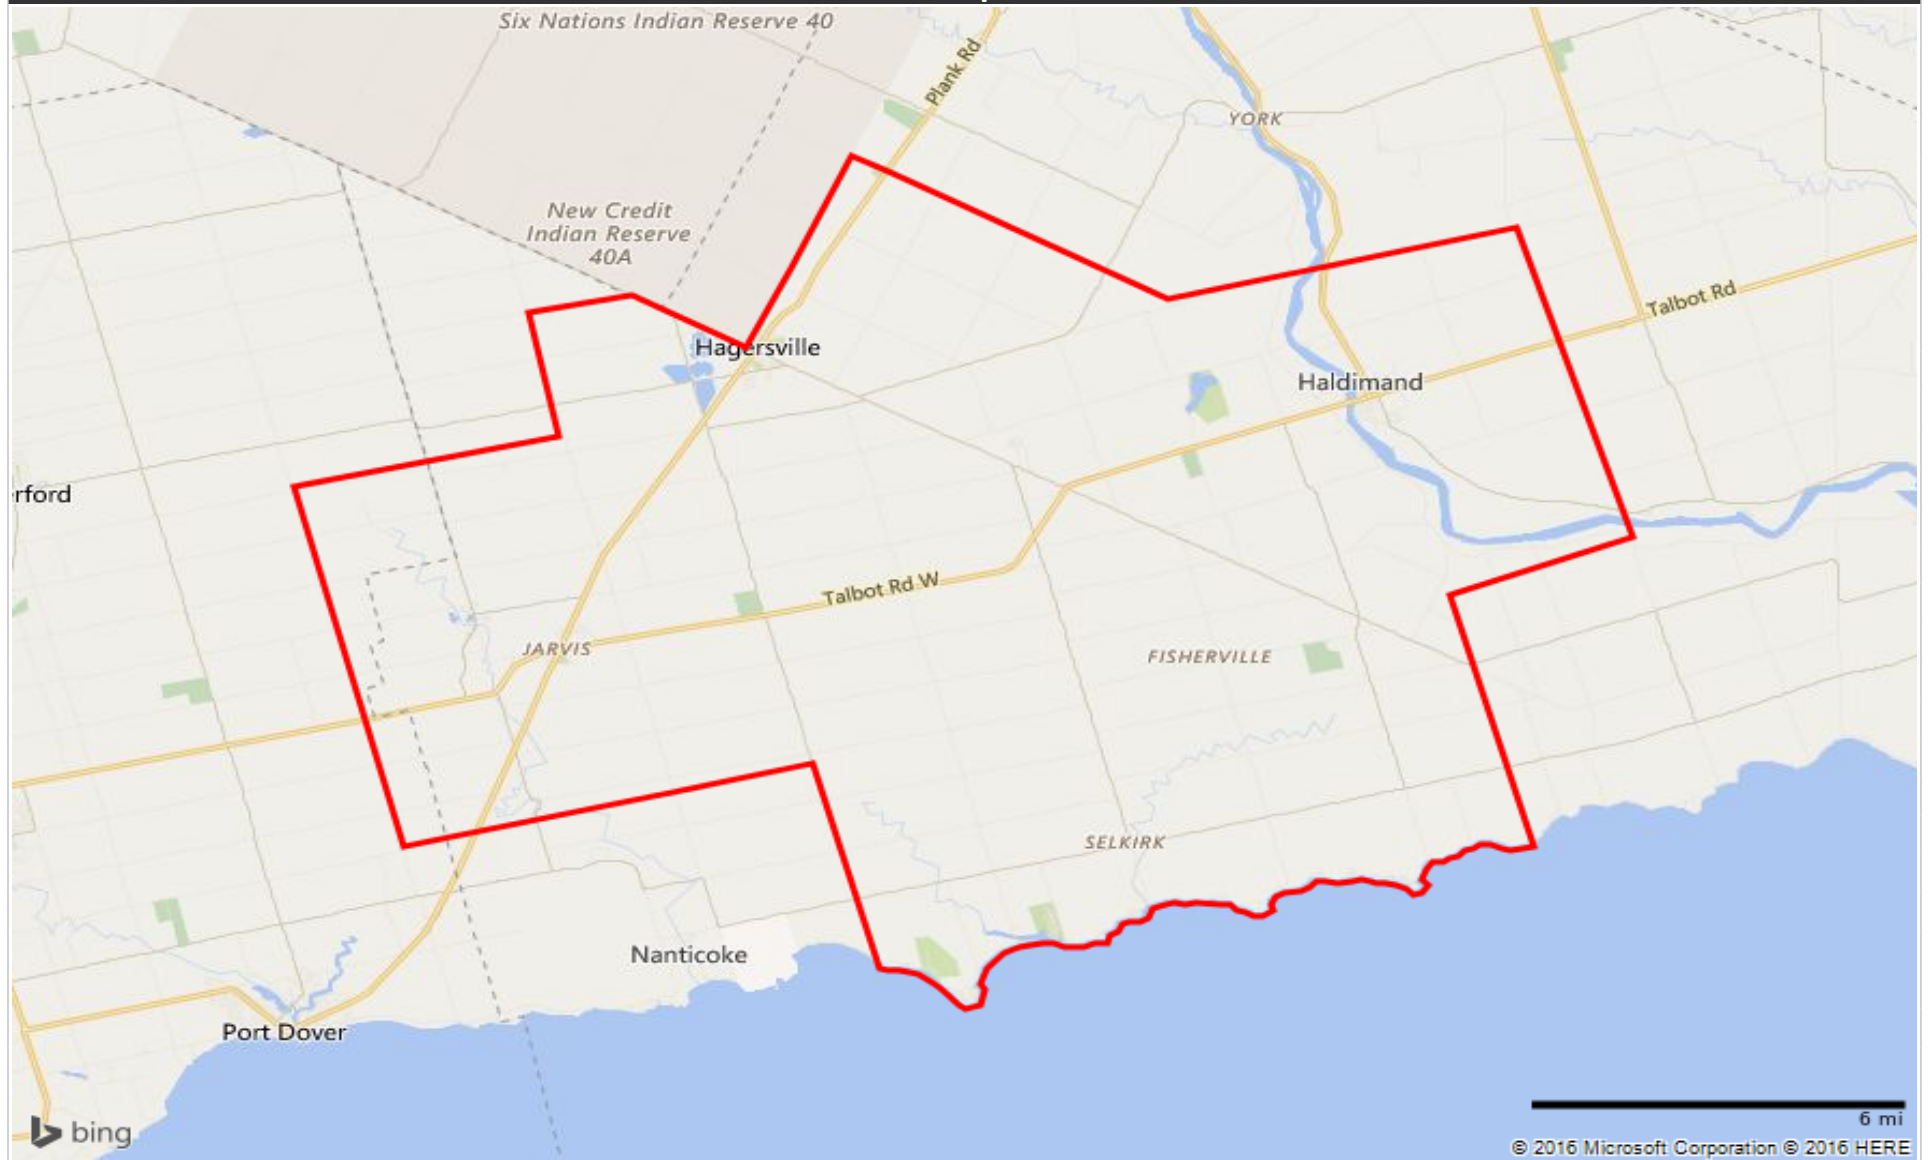 Six Nations Indian Reserve 40
Plank Rd
YORK
New Credit
Indian Reserve
40A
Talbot Rd
Hagersville
Haldimand
rford
Talbot Rd W
JARVIS
FISHERVILLE
SELKIRK
Nanticoke
Port Dover
6 mi
bing
© 2016 Microsoft Corporation © 2016 HERE